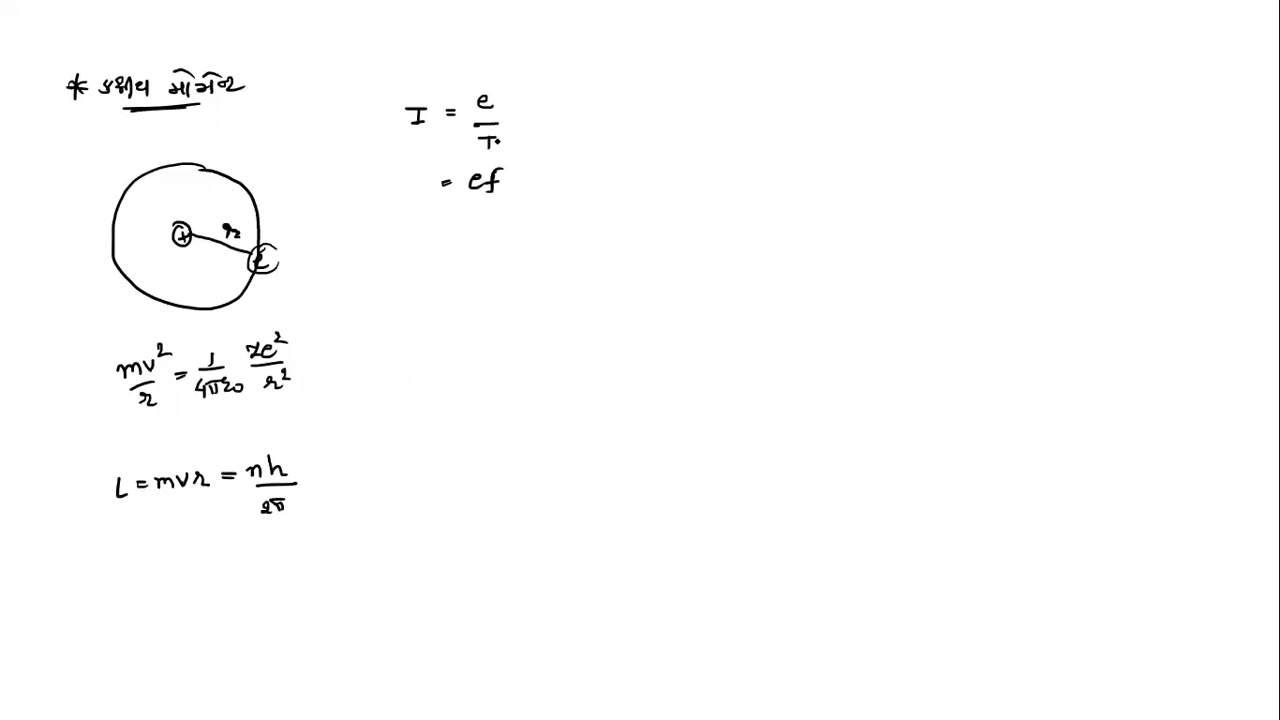 * કક્ષીય મોમેન્ટ
+ r e
mv²/r = 1/4πε₀ ze²/r²
L = mvr = nh/2π
I = e/T
= ef